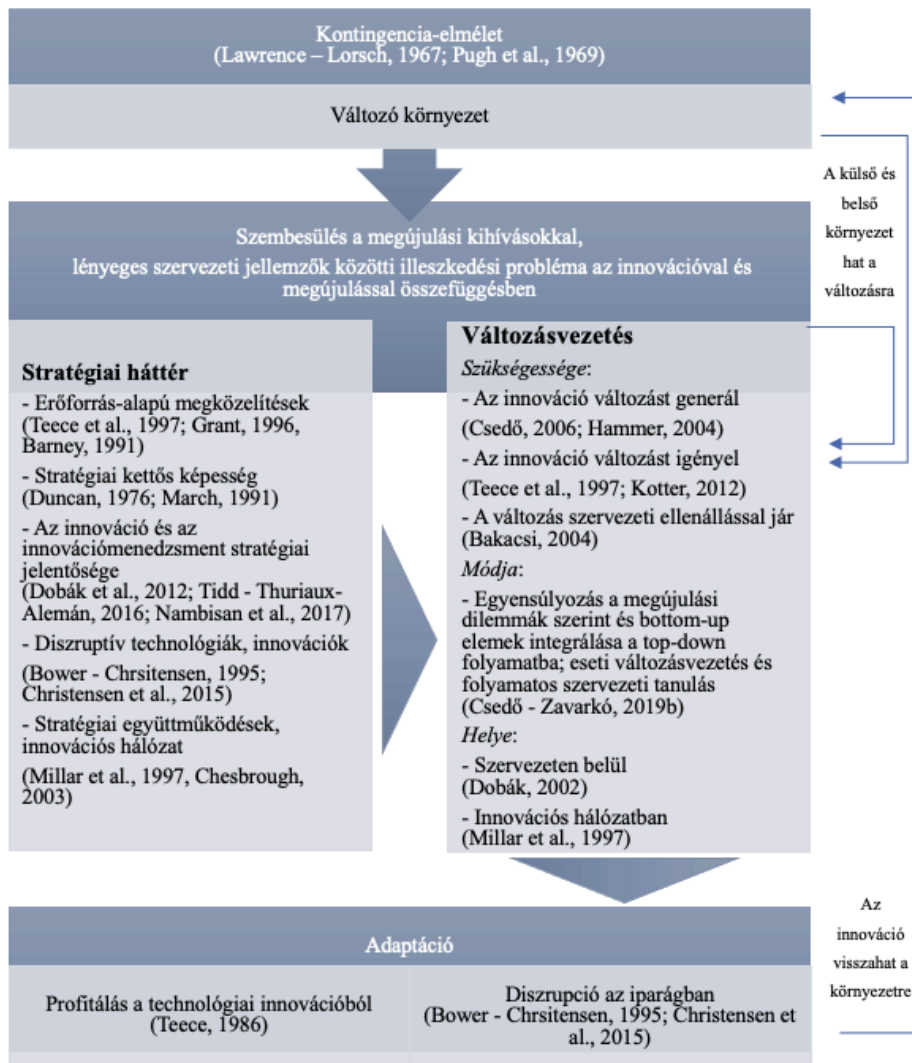 Kontingencia-elmélet
(Lawrence – Lorsch, 1967; Pugh et al., 1969)
Változó környezet
A külső és
belső
környezet
hat a
változásra
Szembesülés a megújulási kihívásokkal,
lényeges szervezeti jellemzők közötti illeszkedési probléma az innovációval és
megújulással összefüggésben
Stratégiai háttér
- Erőforrás-alapú megközelítések
(Teece et al., 1997; Grant, 1996,
Barney, 1991)
- Stratégiai kettős képesség
(Duncan, 1976; March, 1991)
- Az innováció és az
innovációmenedzsment stratégiai
jelentősége
(Dobák et al., 2012; Tidd - Thuriaux-
Alemán, 2016; Nambisan et al., 2017)
- Diszruptív technológiák, innovációk
(Bower - Chrsitensen, 1995;
Christensen et al., 2015)
- Stratégiai együttműködések,
innovációs hálózat
(Millar et al., 1997, Chesbrough,
2003)
Változásvezetés
Szükségessége:
- Az innováció változást generál
(Csedő, 2006; Hammer, 2004)
- Az innováció változást igényel
(Teece et al., 1997; Kotter, 2012)
- A változás szervezeti ellenállással jár
(Bakacsi, 2004)
Módja:
- Egyensúlyozás a megújulási
dilemmák szerint és bottom-up
elemek integrálása a top-down
folyamatba; eseti változásvezetés és
folyamatos szervezeti tanulás
(Csedő - Zavarkó, 2019b)
Helye:
- Szervezeten belül
(Dobák, 2002)
- Innovációs hálózatban
(Millar et al., 1997)
Adaptáció
Profitálás a technológiai innovációból
(Teece, 1986)
Diszrupció az iparágban
(Bower - Chrsitensen, 1995; Christensen et
al., 2015)
Az
innováció
visszahat a
környezetre